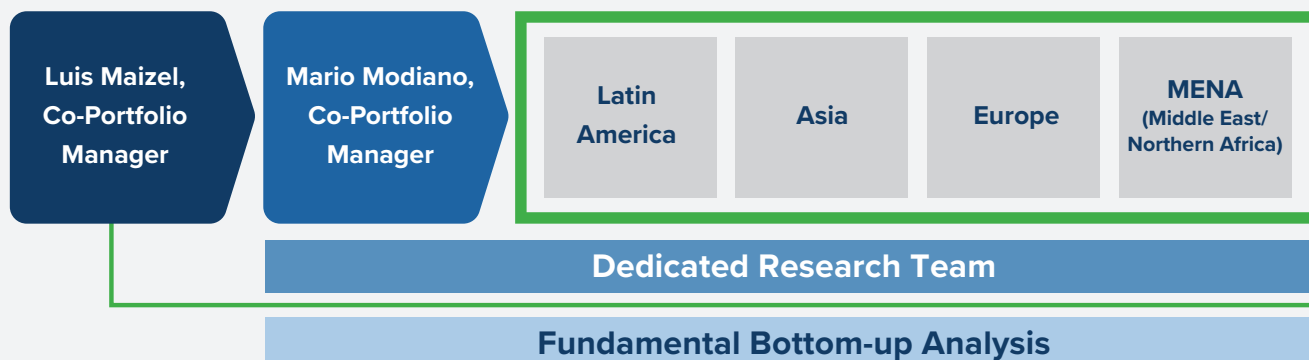 Luis Maizel,
Co-Portfolio
Manager
Mario Modiano,
Co-Portfolio
Manager
Latin
America
Asia
Europe
MENA
(Middle East/
Northern Africa)
Dedicated Research Team
Fundamental Bottom-up Analysis